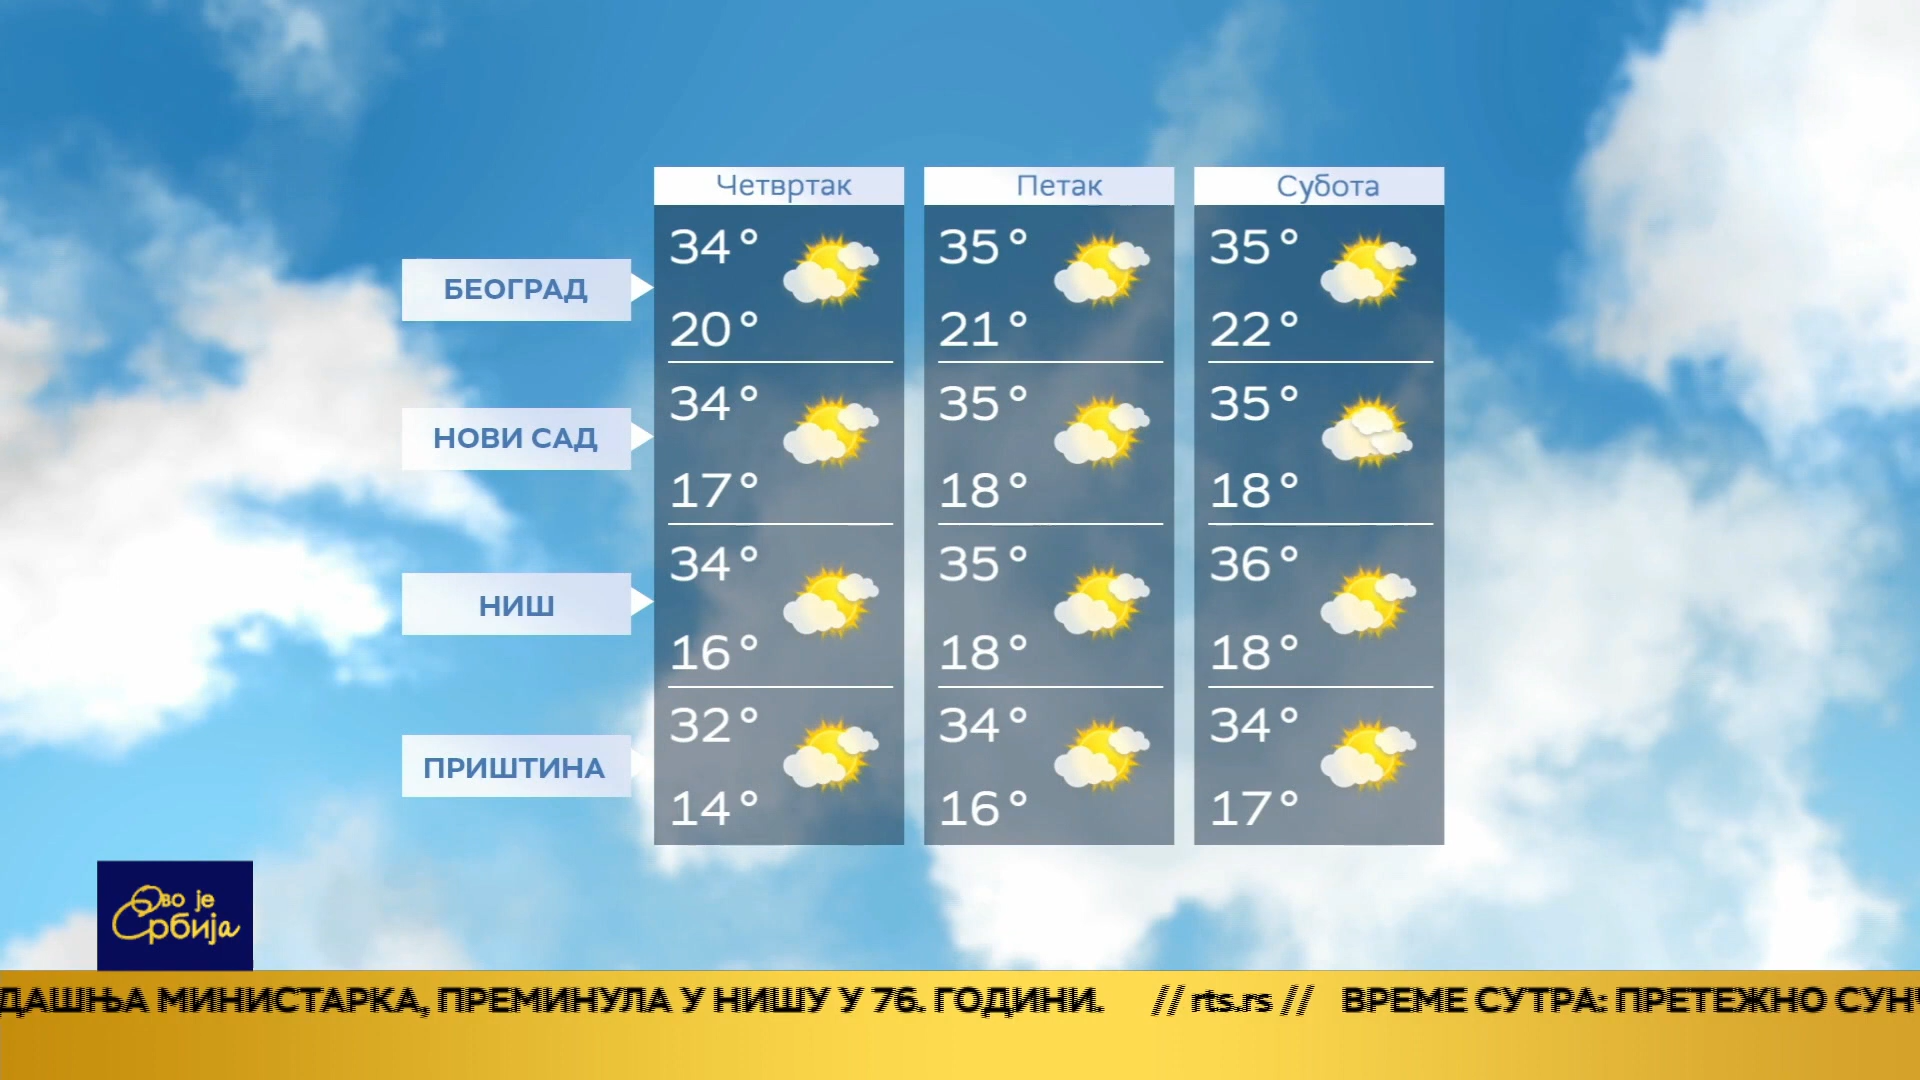 Четвртак Петак Субота
БЕОГРАД
34° 35° 35°
20° 21° 22°
НОВИ САД
34° 35° 35°
17° 18° 18°
НИШ
34° 35° 36°
16° 18° 18°
ПРИШТИНА
32° 34° 34°
14° 16° 17°
Ово је
Србија
ДАШЊА МИНИСТАРКА, ПРЕМИНУЛА У НИШУ У 76. ГОДИНИ. // rts.rs // ВРЕМЕ СУТРА: ПРЕТЕЖНО СУНЧ